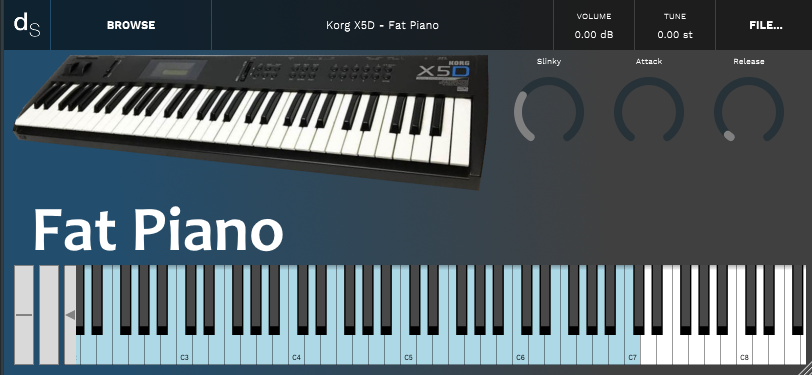 ds
BROWSE
Korg X5D - Fat Piano
VOLUME
0.00 dB
TUNE
0.00 st
FILE...
KORG
X5D
Slinky
Attack
Release
Fat Piano
C3
C4
C5
C6
C7
C8